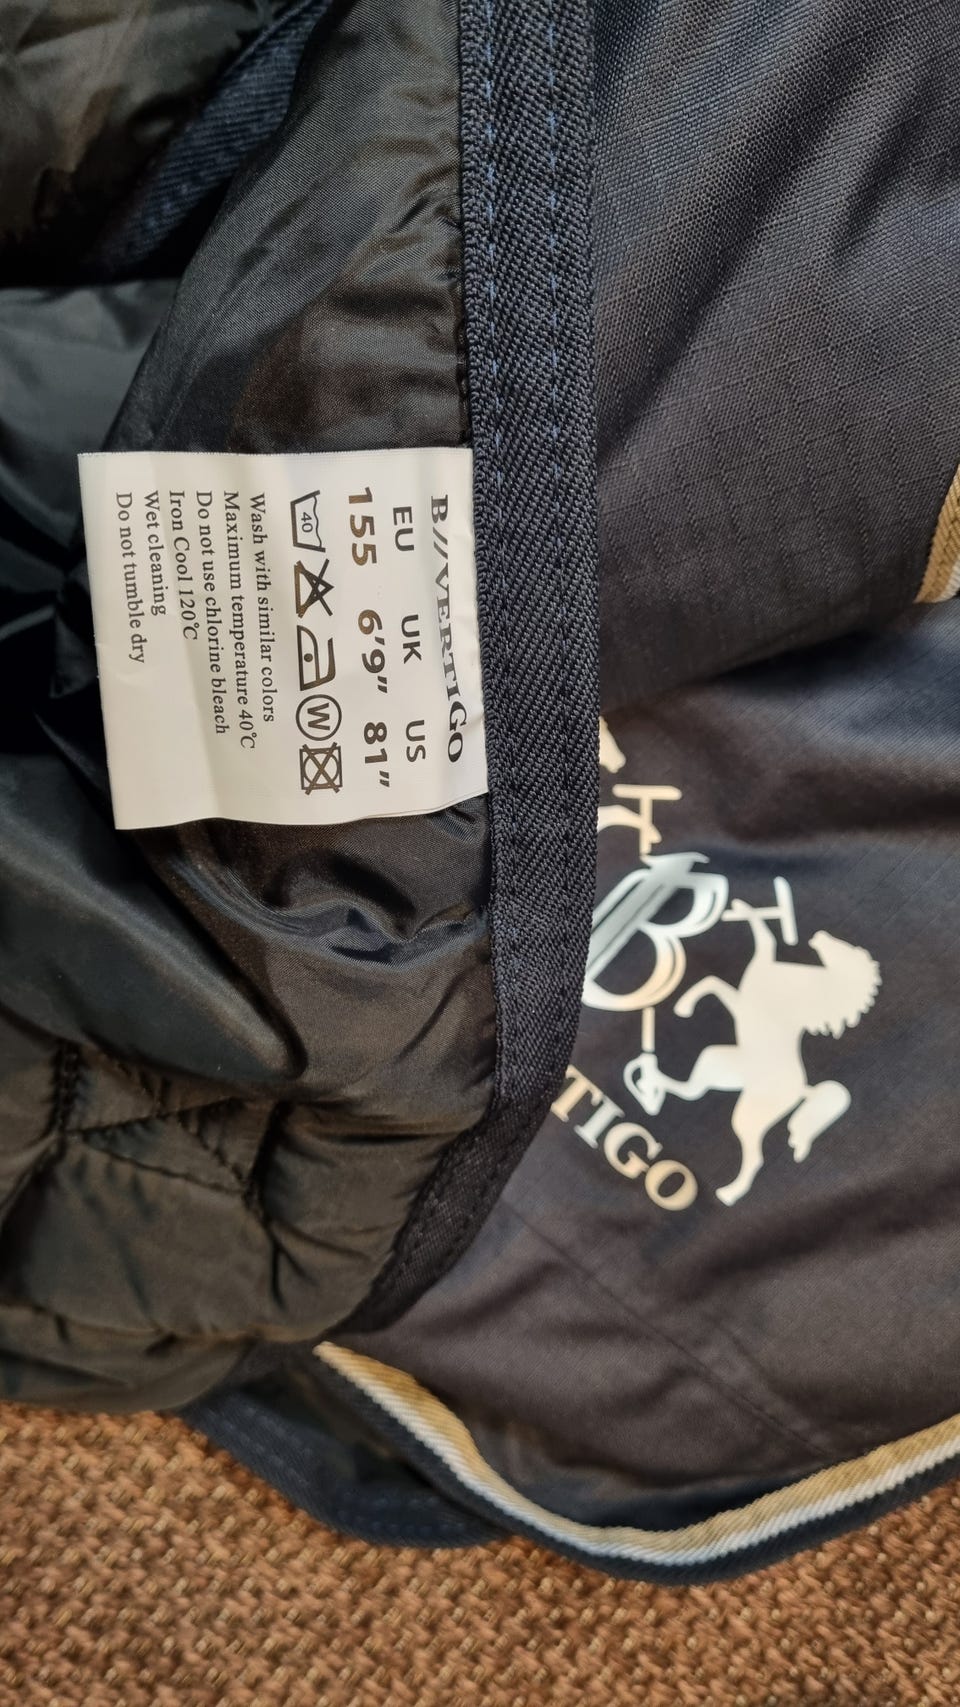 B//VERTIGO
EU UK US
155 6'9" 81"
40 W
Wash with similar colors
Maximum temperature 40℃
Do not use chlorine bleach
Iron Cool 120℃
Wet cleaning
Do not tumble dry
B
TIGO